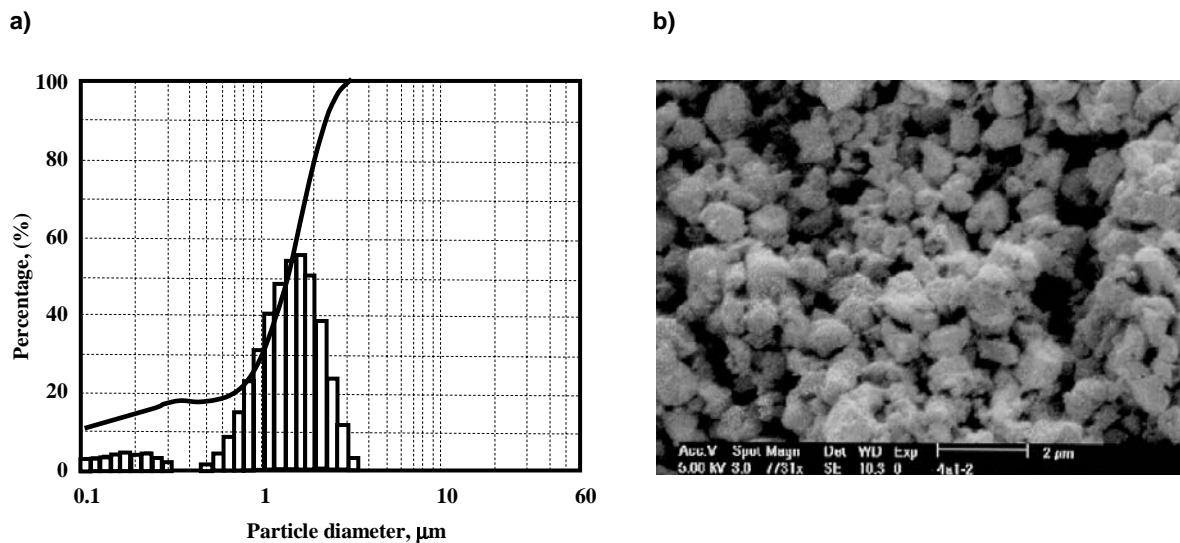 a)
b)
100
80
60
40
20
0
Percentage, (%)
0.1 1 10 60
Particle diameter, μm
Acc.V Spot Magn Det WD Exp 2 μm
5.00 kV 3.0 7731x SE 10.3 0 4a1-2